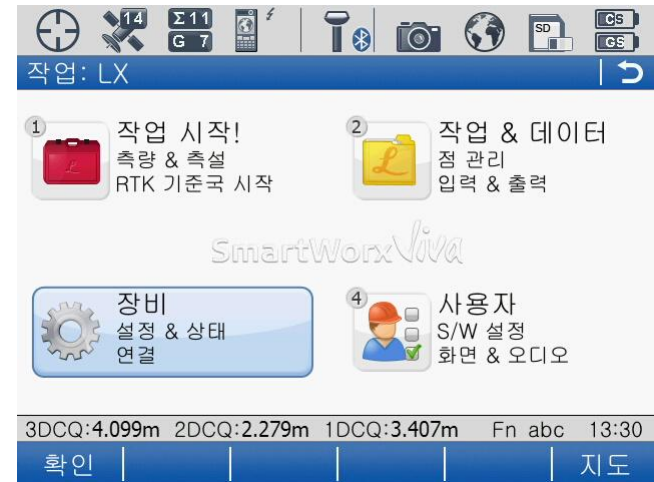 14
Σ11
G 7
SD
CS
GS
작업: LX
1
작업 시작!
측량 & 측설
RTK 기준국 시작
2
작업 & 데이터
점 관리
입력 & 출력
SmartWorx Viva
장비
설정 & 상태
연결
4
사용자
S/W 설정
화면 & 오디오
3DCQ:4.099m 2DCQ:2.279m 1DCQ:3.407m Fn abc 13:30
확인 지도